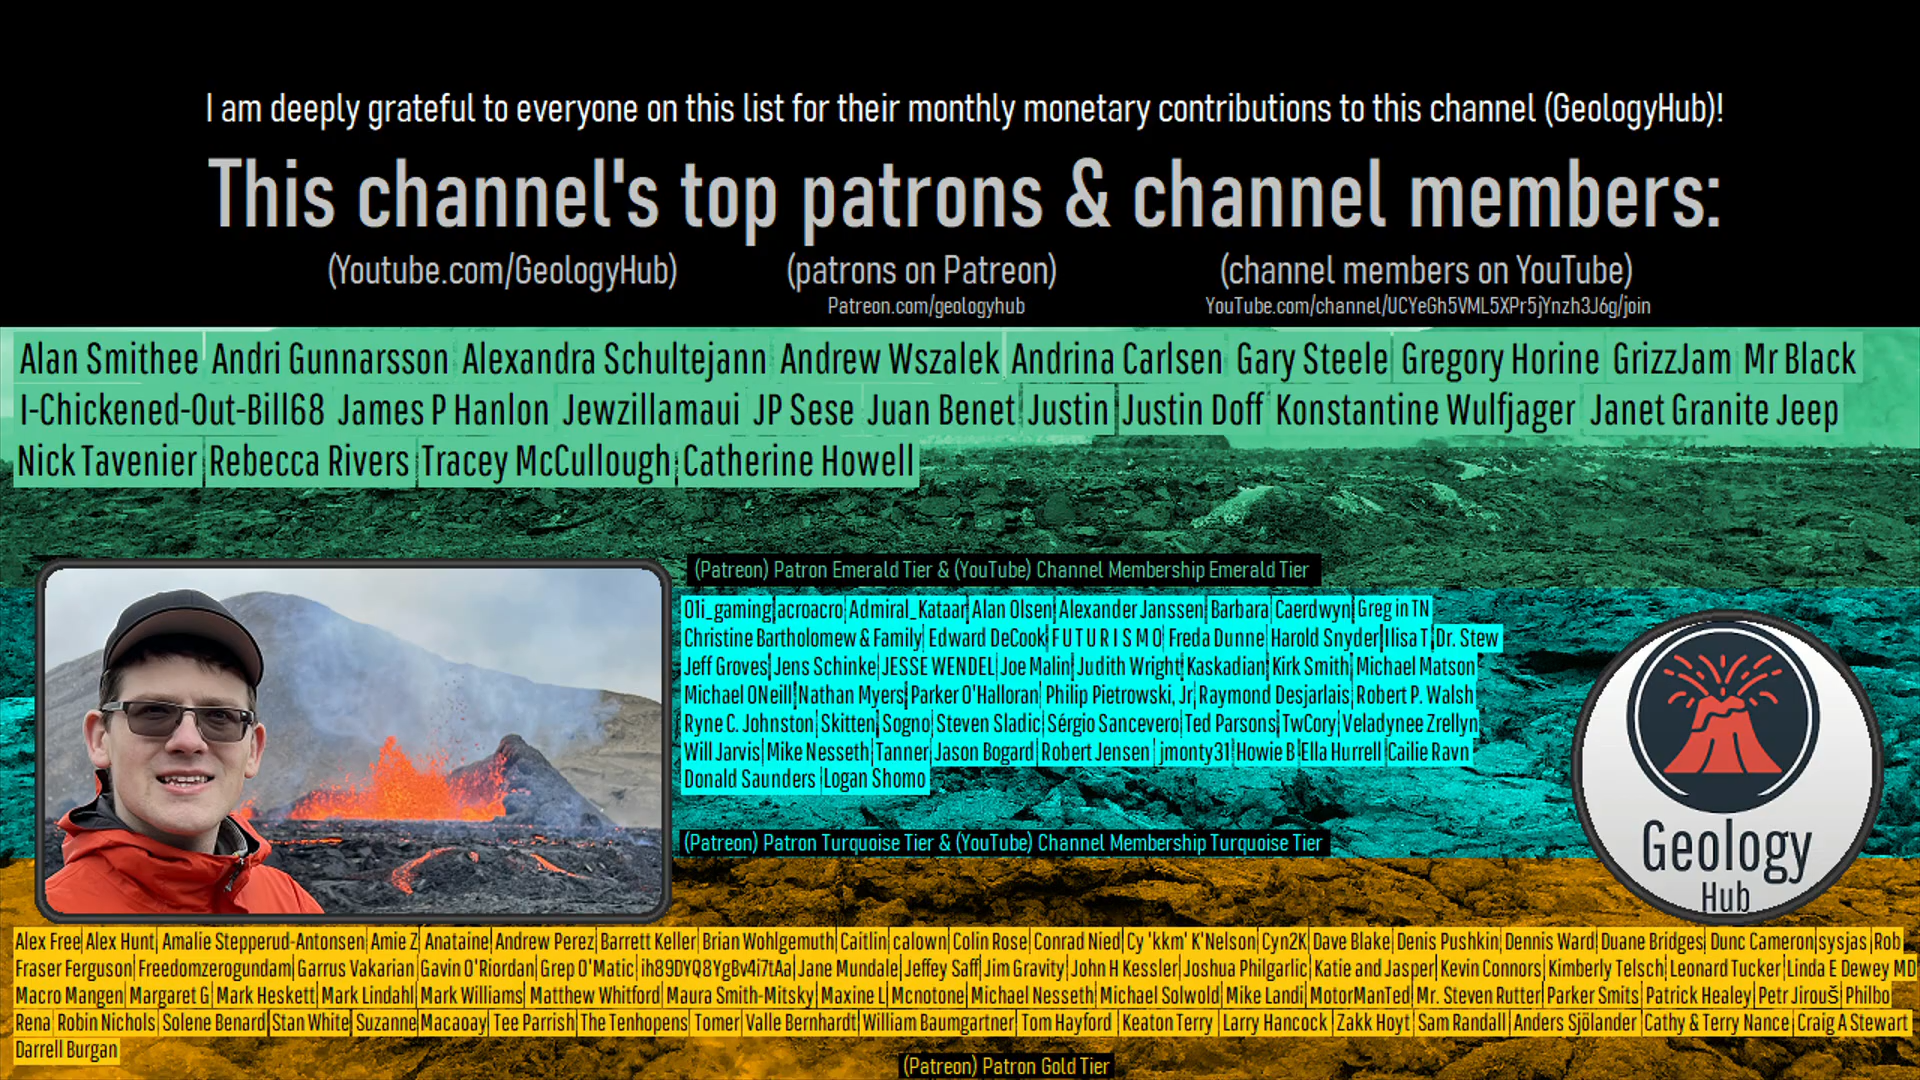 I am deeply grateful to everyone on this list for their monthly monetary contributions to this channel (GeologyHub)!
This channel's top patrons & channel members:
(Youtube.com/GeologyHub) (patrons on Patreon) (channel members on YouTube)
Patreon.com/geologyhub YouTube.com/channel/UCYeGh5VML5XPr5jYnzh3J6g/join
Alan Smithee Andri Gunnarsson Alexandra Schultejann Andrew Wszalek Andrina Carlsen Gary Steele Gregory Horine GrizzJam Mr Black
I-Chickened-Out-Bill68 James P Hanlon Jewzillamaui JP Sese Juan Benet Justin Justin Doff Konstantine Wulfjager Janet Granite Jeep
Nick Tavenier Rebecca Rivers Tracey McCullough Catherine Howell
(Patreon) Patron Emerald Tier & (YouTube) Channel Membership Emerald Tier
01i_gaming acroacro Admiral_Kataar Alan Olsen Alexander Janssen Barbara Caerdwyn Greg in TN
Christine Bartholomew & Family Edward DeCook F U T U R I S M O Freda Dunne Harold Snyder Ilisa T Dr. Stew
Jeff Groves Jens Schinke JESSE WENDEL Joe Malin Judith Wright Kaskadian Kirk Smith Michael Matson
Michael ONeill Nathan Myers Parker O'Halloran Philip Pietrowski, Jr Raymond Desjarlais Robert P. Walsh
Ryne C. Johnston Skitten Sogno Steven Sladic Sérgio Sancevero Ted Parsons TwCory Veladynee Zrellyn
Will Jarvis Mike Nesseth Tanner Jason Bogard Robert Jensen jmonty31 Howie B Ella Hurrell Cailie Ravn
Donald Saunders Logan Shomo
(Patreon) Patron Turquoise Tier & (YouTube) Channel Membership Turquoise Tier
Geology
Hub
Alex Free Alex Hunt Amalie Stepperud-Antonsen Amie Z Anataine Andrew Perez Barrett Keller Brian Wohlgemuth Caitlin calown Colin Rose Conrad Nied Cy 'kkm' K'Nelson Cyn2K Dave Blake Denis Pushkin Dennis Ward Duane Bridges Dunc Cameron sysjas Rob
Fraser Ferguson Freedomzerogundam Garrus Vakarian Gavin O'Riordan Grep O'Matic ih89DYQ8YgBv4i7tAa Jane Mundale Jeffey Saff Jim Gravity John H Kessler Joshua Philgarlic Katie and Jasper Kevin Connors Kimberly Telsch Leonard Tucker Linda E Dewey MD
Macro Mangen Margaret G Mark Heskett Mark Lindahl Mark Williams Matthew Whitford Maura Smith-Mitsky Maxine L Mcnotone Michael Nesseth Michael Solwold Mike Landi MotorManTed Mr. Steven Rutter Parker Smits Patrick Healey Petr Jirouš Philbo
Rena Robin Nichols Solene Benard Stan White Suzanne Macaoay Tee Parrish The Tenhopens Tomer Valle Bernhardt William Baumgartner Tom Hayford Keaton Terry Larry Hancock Zakk Hoyt Sam Randall Anders Sjölander Cathy & Terry Nance Craig A Stewart
Darrell Burgan
(Patreon) Patron Gold Tier